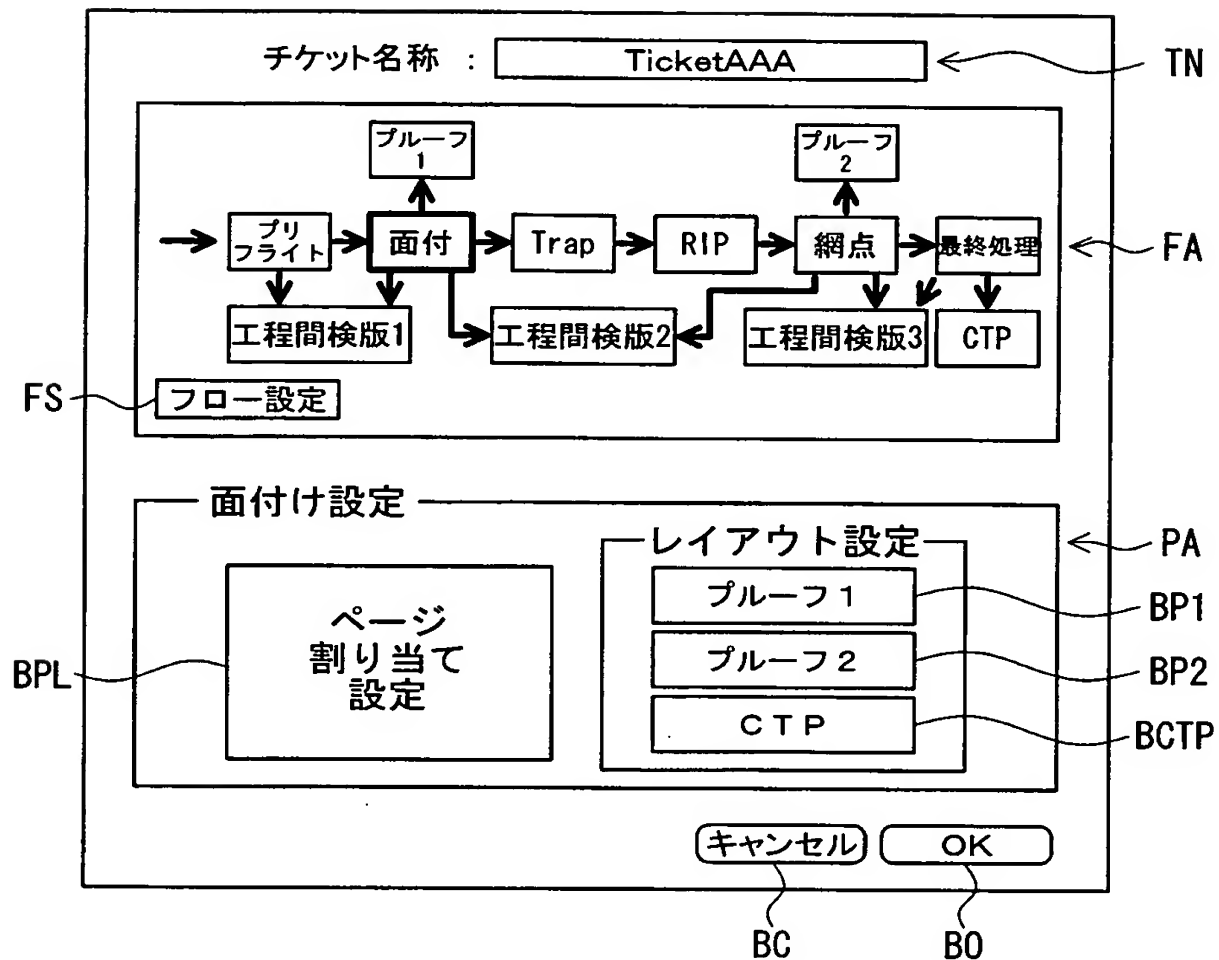 チケット名称 : TicketAAA
TN
プルーフ
1
プルーフ
2
プリ
フライト
面付
Trap
RIP
網点
最終処理
FA
工程間検版1
工程間検版2
工程間検版3
CTP
FS
フロー設定
面付け設定
PA
レイアウト設定
ページ
割り当て
設定
BPL
プルーフ1
BP1
プルーフ2
BP2
CTP
BCTP
キャンセル
OK
BC
BO